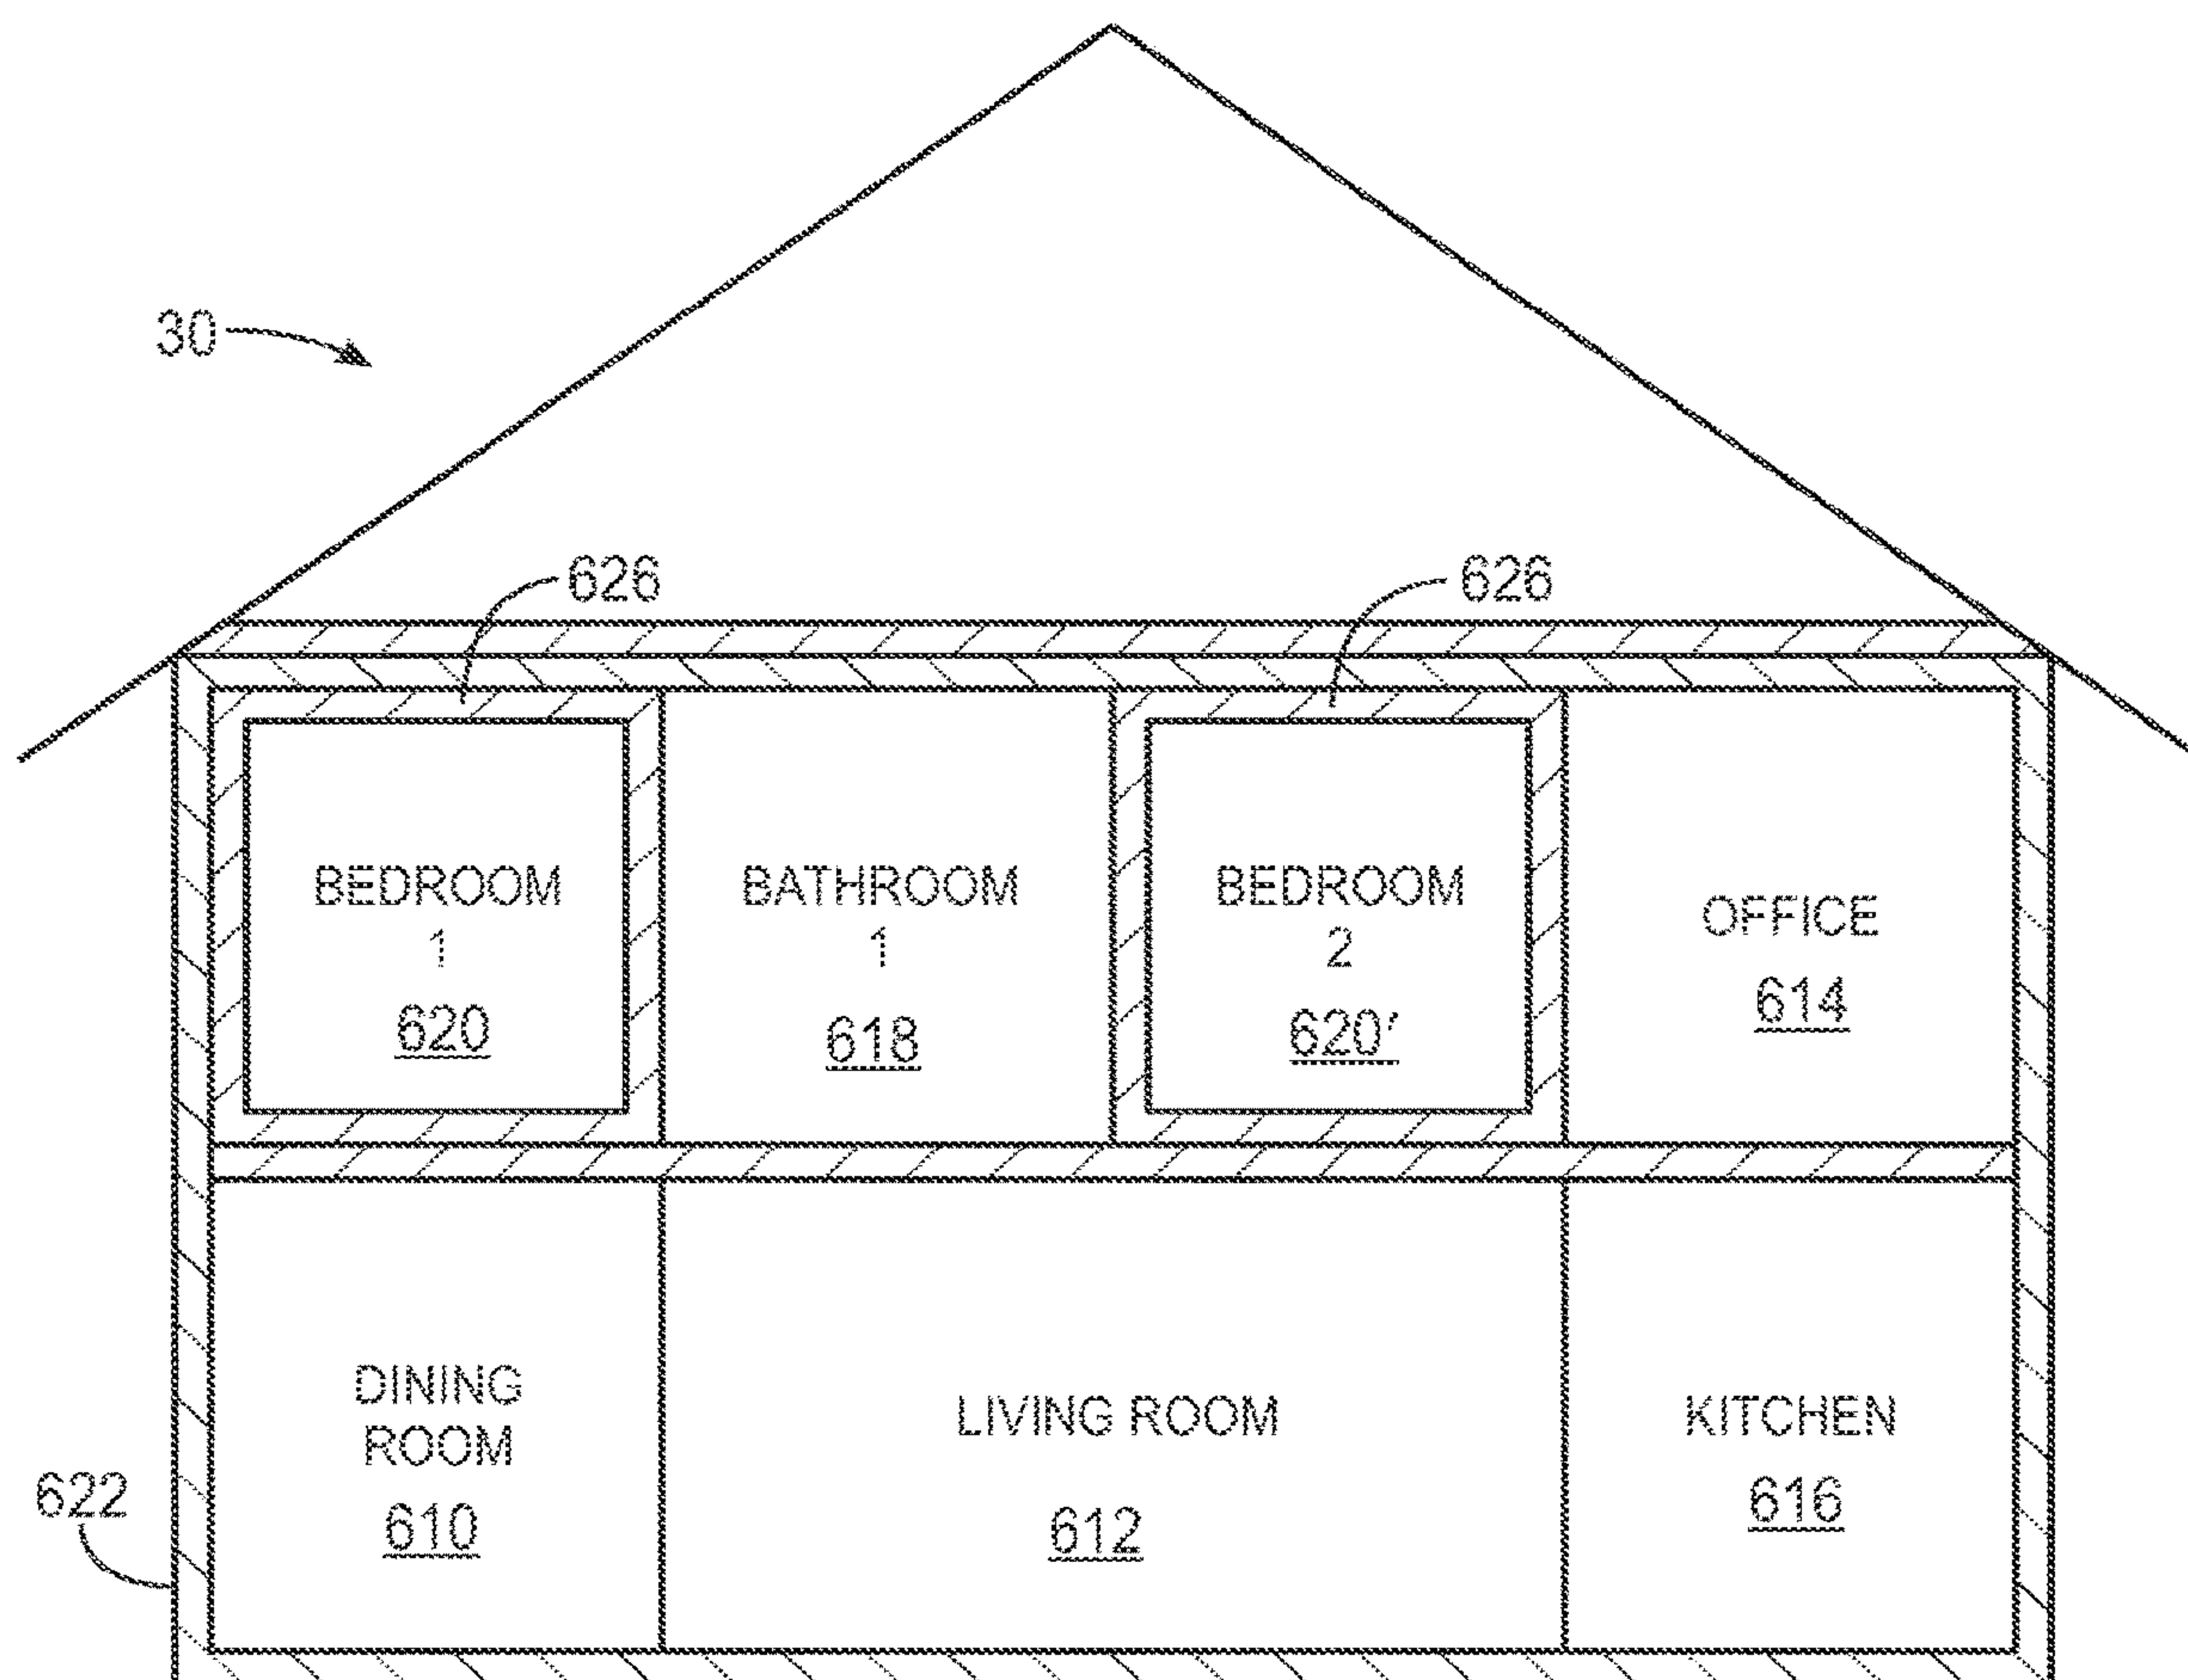 30
626
626
BEDROOM
1
620
BATHROOM
1
618
BEDROOM
2
620'
OFFICE
614
DINING
ROOM
610
LIVING ROOM
612
KITCHEN
616
622